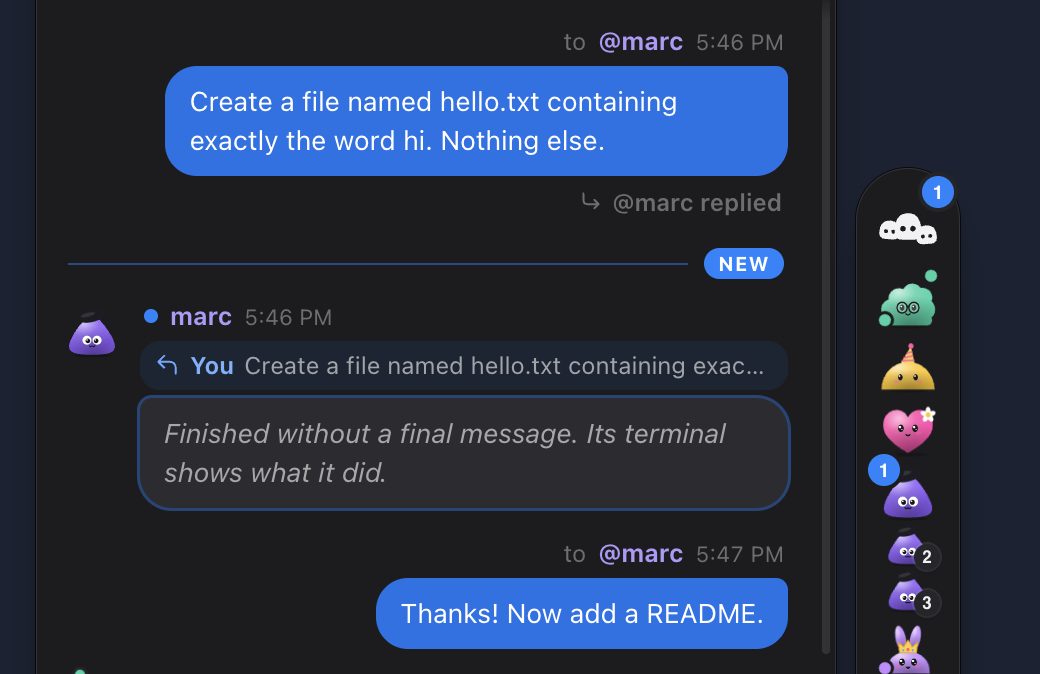 to @marc 5:46 PM
Create a file named hello.txt containing
exactly the word hi. Nothing else.
@marc replied
NEW
marc 5:46 PM
You Create a file named hello.txt containing exac...
Finished without a final message. Its terminal
shows what it did.
to @marc 5:47 PM
Thanks! Now add a README.
1
1
2
3